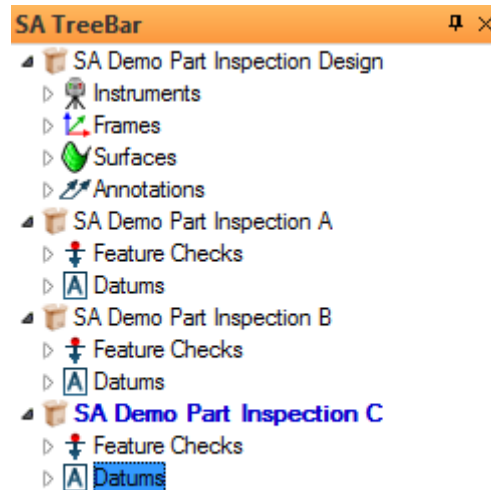 SA TreeBar
SA Demo Part Inspection Design
Instruments
Frames
Surfaces
Annotations
SA Demo Part Inspection A
Feature Checks
A Datums
SA Demo Part Inspection B
Feature Checks
A Datums
SA Demo Part Inspection C
Feature Checks
A Datums